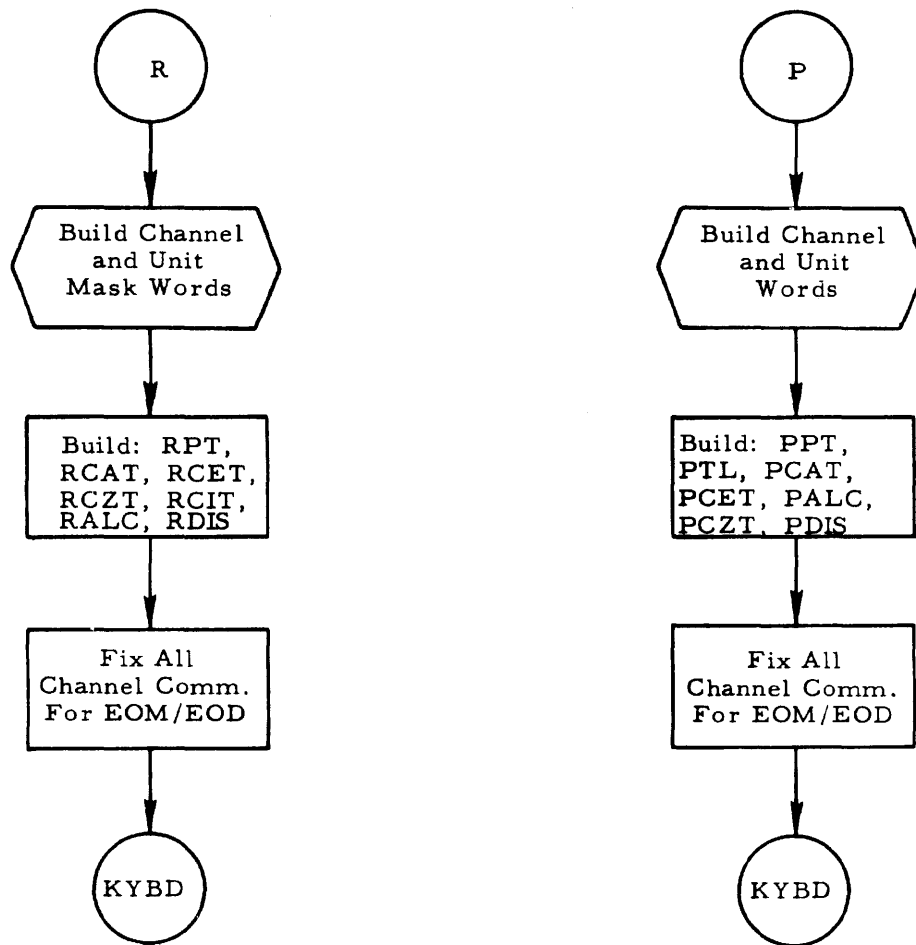 R
Build Channel
and Unit
Mask Words
Build: RPT,
RCAT, RCET,
RCZT, RCIT,
RALC, RDIS
Fix All
Channel Comm.
For EOM/EOD
KYBD
P
Build Channel
and Unit
Words
Build: PPT,
PTL, PCAT,
PCET, PALC,
PCZT, PDIS
Fix All
Channel Comm.
For EOM/EOD
KYBD